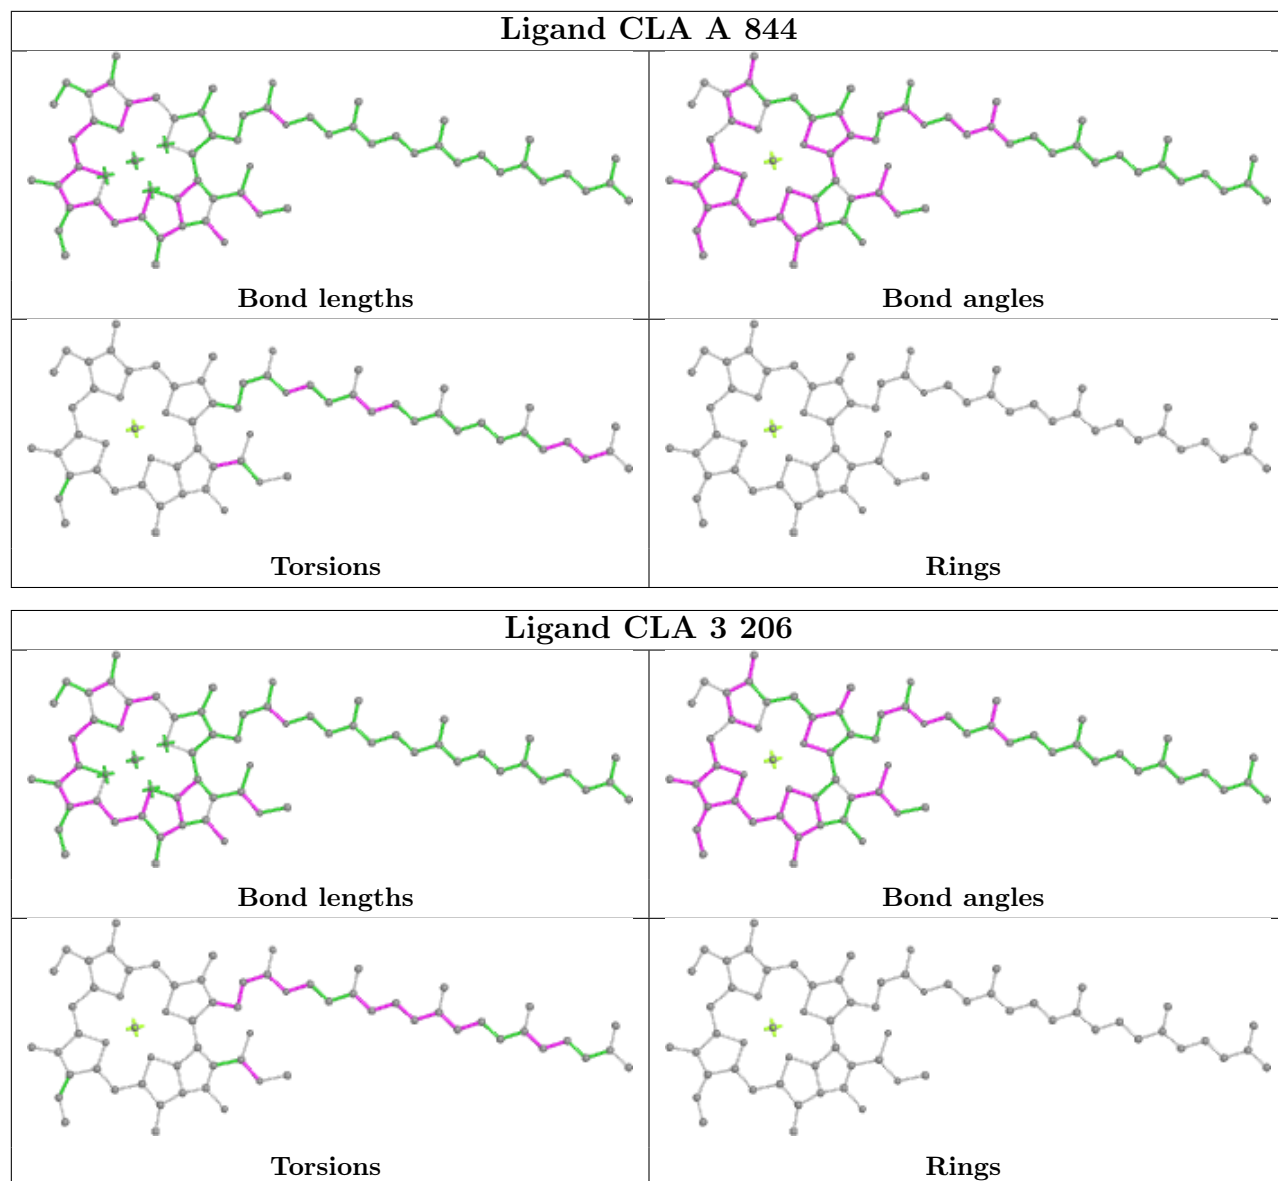 Ligand CLA A 844
Bond lengths
Bond angles
Torsions
Rings
Ligand CLA 3 206
Bond lengths
Bond angles
Torsions
Rings